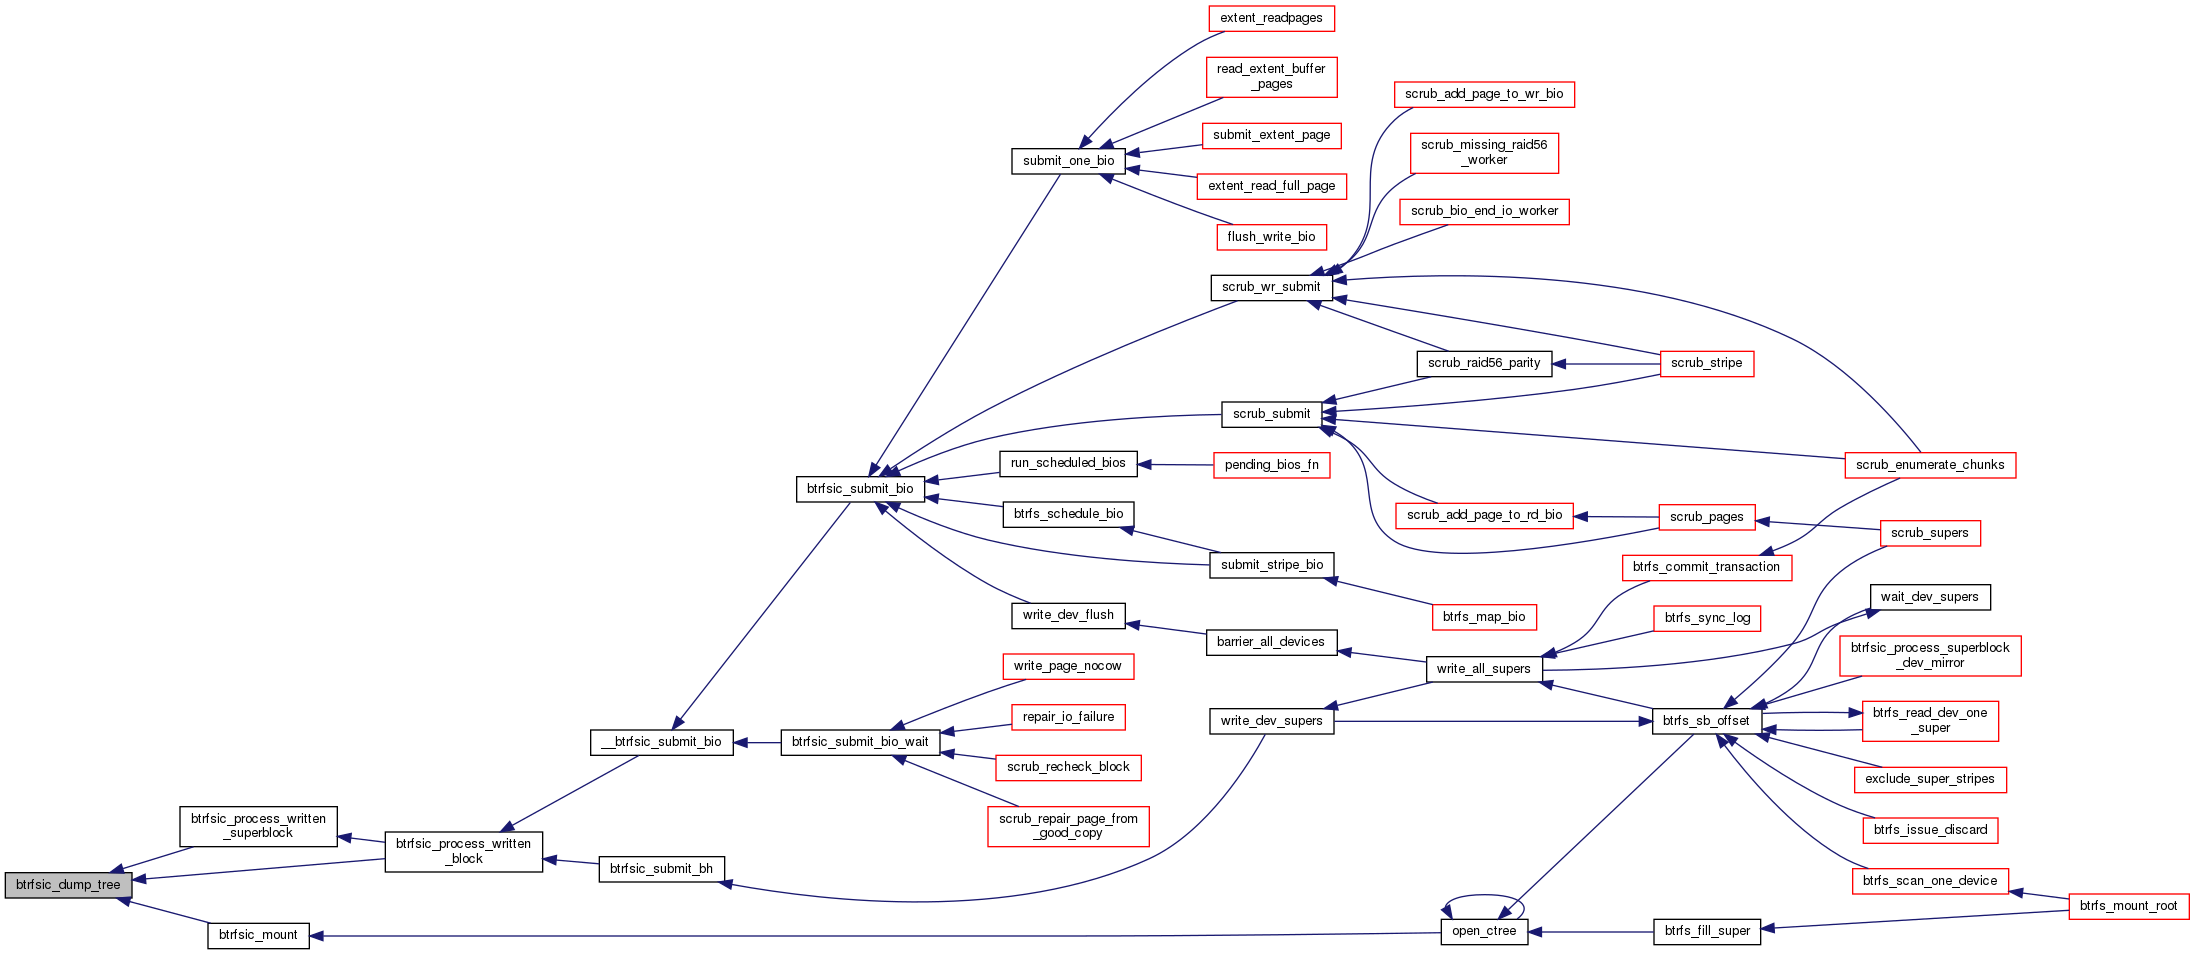 extent_readpages
read_extent_buffer
_pages
scrub_add_page_to_wr_bio
submit_extent_page
scrub_missing_raid56
_worker
submit_one_bio
extent_read_full_page
scrub_bio_end_io_worker
flush_write_bio
scrub_wr_submit
scrub_raid56_parity
scrub_stripe
scrub_submit
run_scheduled_bios
pending_bios_fn
scrub_enumerate_chunks
btrfsic_submit_bio
btrfs_schedule_bio
scrub_add_page_to_rd_bio
scrub_pages
scrub_supers
submit_stripe_bio
btrfs_commit_transaction
wait_dev_supers
write_dev_flush
btrfs_map_bio
btrfs_sync_log
barrier_all_devices
btrfsic_process_superblock
_dev_mirror
write_page_nocow
write_all_supers
repair_io_failure
write_dev_supers
btrfs_sb_offset
btrfs_read_dev_one
_super
__btrfsic_submit_bio
btrfsic_submit_bio_wait
scrub_recheck_block
exclude_super_stripes
btrfsic_process_written
_superblock
scrub_repair_page_from
_good_copy
btrfs_issue_discard
btrfsic_process_written
_block
btrfsic_submit_bh
btrfsic_dump_tree
btrfs_scan_one_device
btrfs_mount_root
btrfsic_mount
open_ctree
btrfs_fill_super